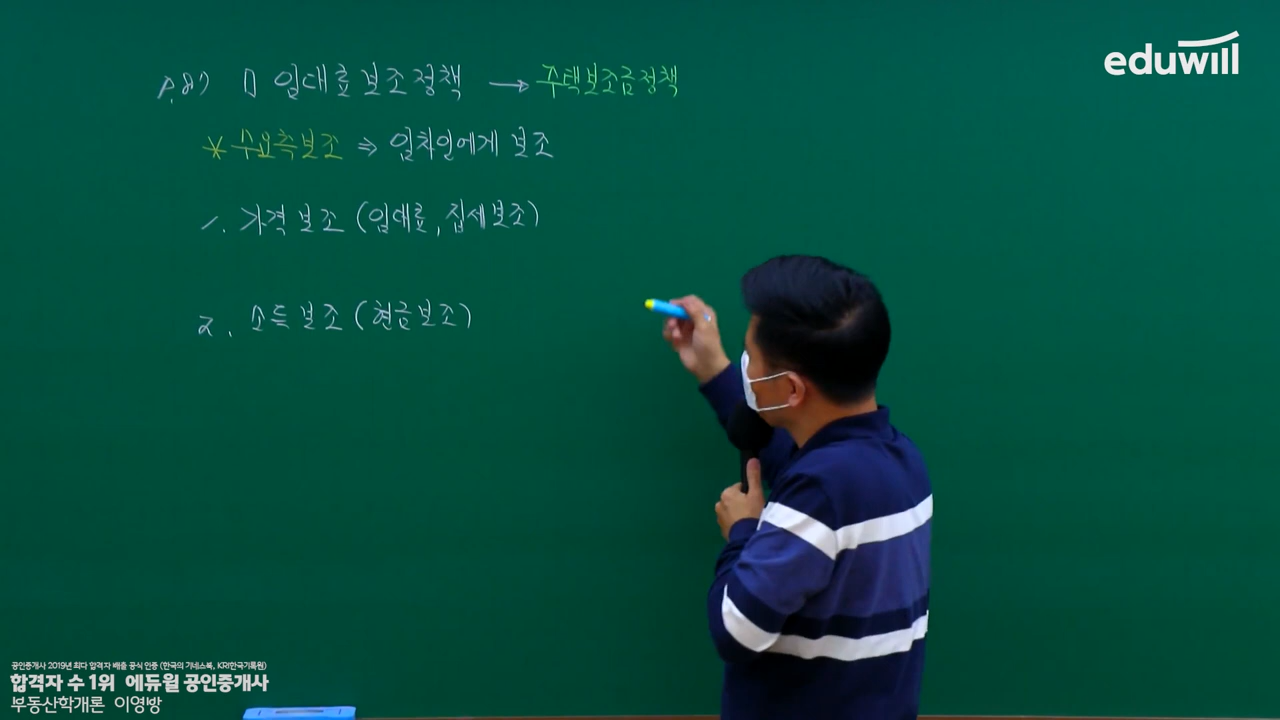 eduwill
P.87 □ 임대료 보조정책 → 주택보조금정책
* 수요측보조 ⇒ 임차인에게 보조
1. 가격보조 (임대료, 집세보조)
2. 소득보조 (현금보조)
공인중개사 2019년 최다 합격자 배출 공식 인증 (한국의 기네스북, KRI한국기록원)
합격자 수 1위 에듀윌 공인중개사
부동산학개론 이영방